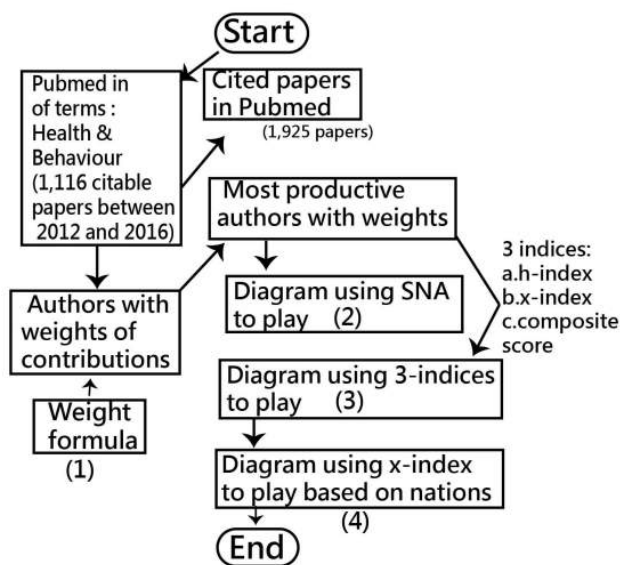 Start
Pubmed in
of terms :
Health &
Behaviour
(1,116 citable
papers between
2012 and 2016)
Cited papers
in Pubmed
(1,925 papers)
Most productive
authors with weights
3 indices:
a.h-index
b.x-index
c.composite
score
Authors with
weights of
contributions
Diagram using SNA
to play (2)
Diagram using 3-indices
to play (3)
Weight
formula
(1)
Diagram using x-index
to play based on nations
(4)
End